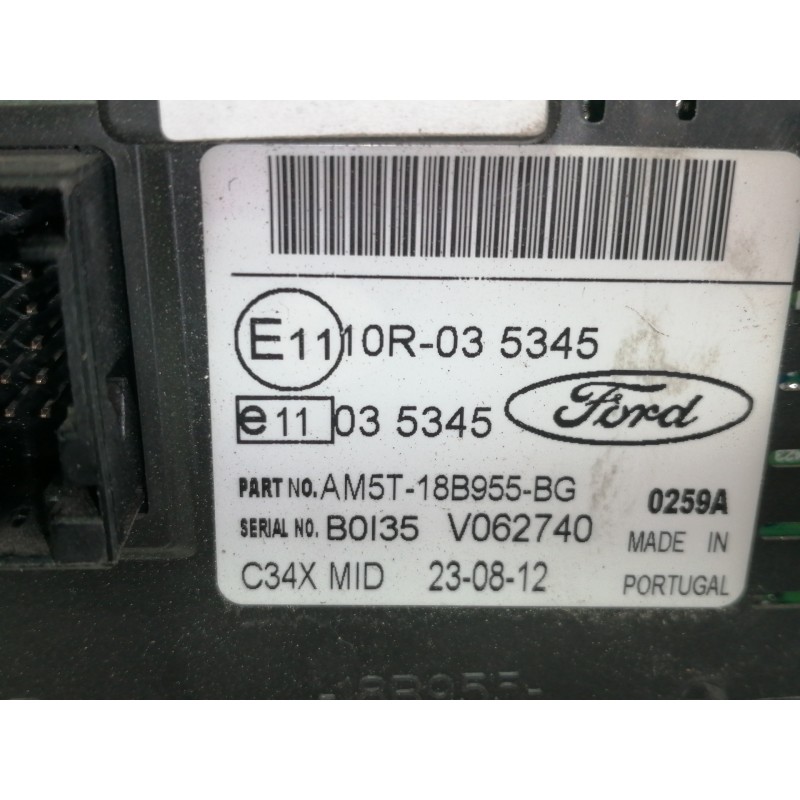 E11 10R-03 5345
e11 03 5345 Ford
PART NO. AM5T-18B955-BG 0259A
SERIAL NO. B0I35 V062740 MADE IN
C34X MID 23-08-12 PORTUGAL
-18B955-